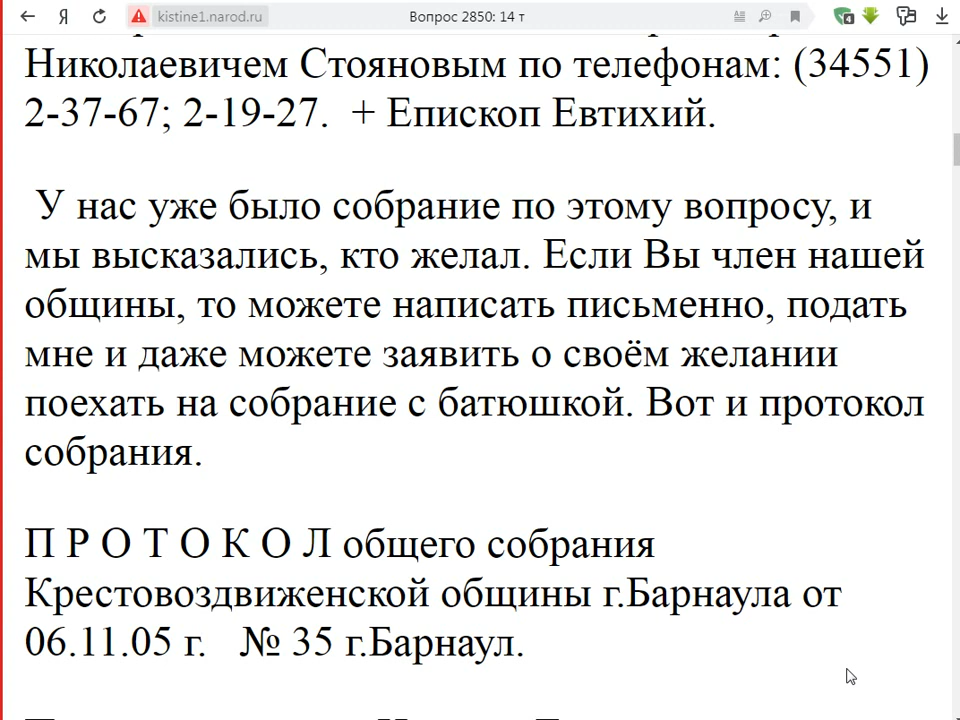 Я kistine1.narod.ru Вопрос 2850: 14 т 4
Николаевичем Стояновым по телефонам: (34551)
2-37-67; 2-19-27. + Епископ Евтихий.
У нас уже было собрание по этому вопросу, и
мы высказались, кто желал. Если Вы член нашей
общины, то можете написать письменно, подать
мне и даже можете заявить о своём желании
поехать на собрание с батюшкой. Вот и протокол
собрания.
П Р О Т О К О Л общего собрания
Крестовоздвиженской общины г.Барнаула от
06.11.05 г. № 35 г.Барнаул.